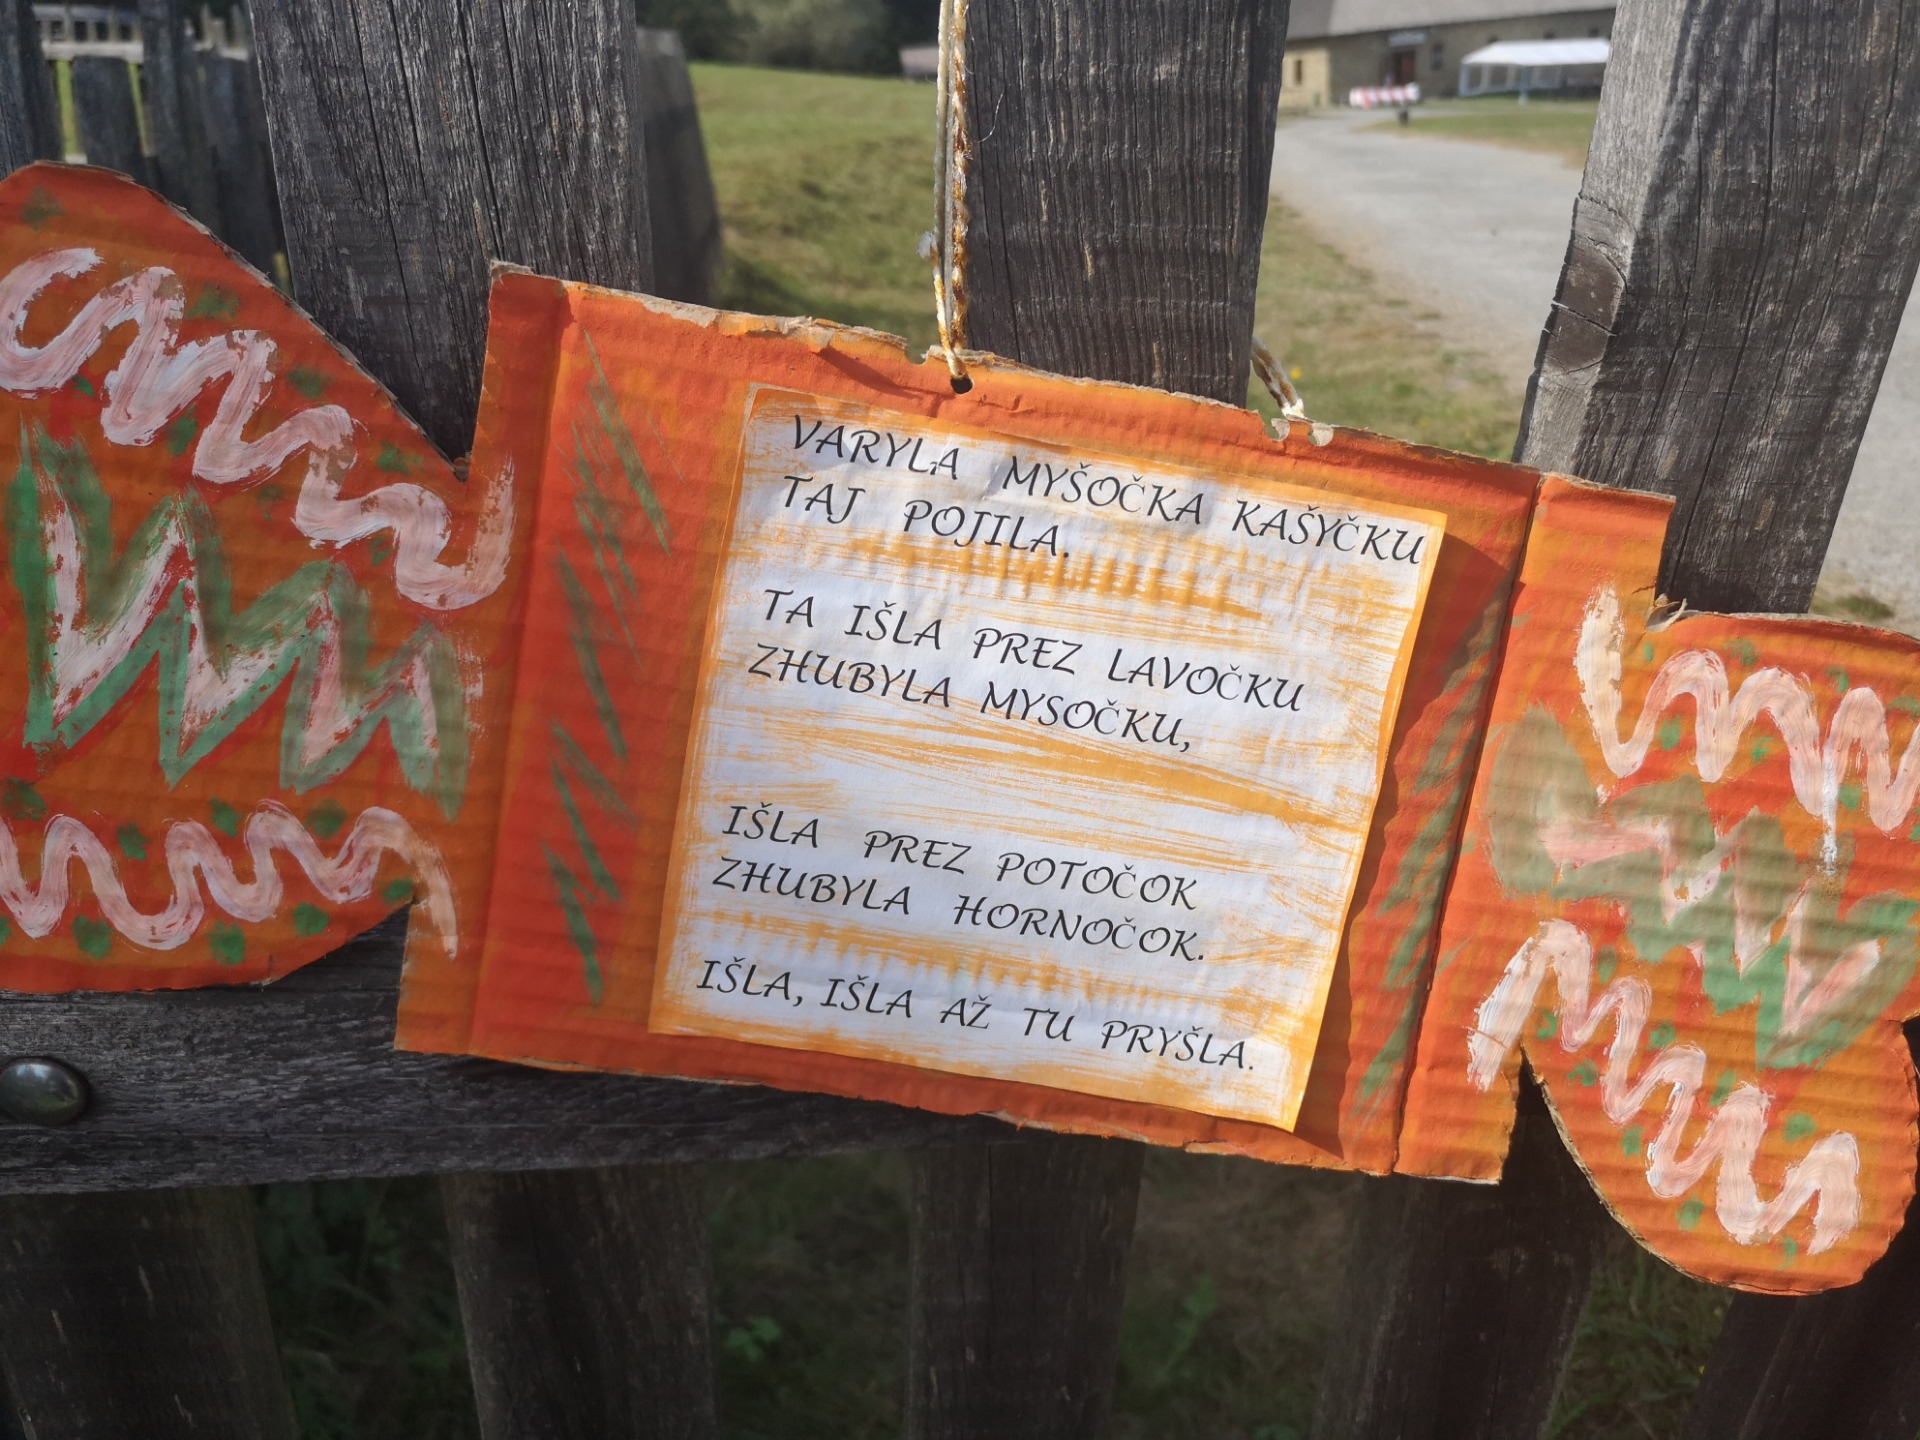 VARYLA MYŠOČKA KAŠYČKU
TAJ POJILA.
TA IŠLA PREZ LAVOČKU
ZHUBYLA MYSOČKU,
IŠLA PREZ POTOČOK
ZHUBYLA HORNOČOK.
IŠLA, IŠLA AŽ TU PRYŠLA.